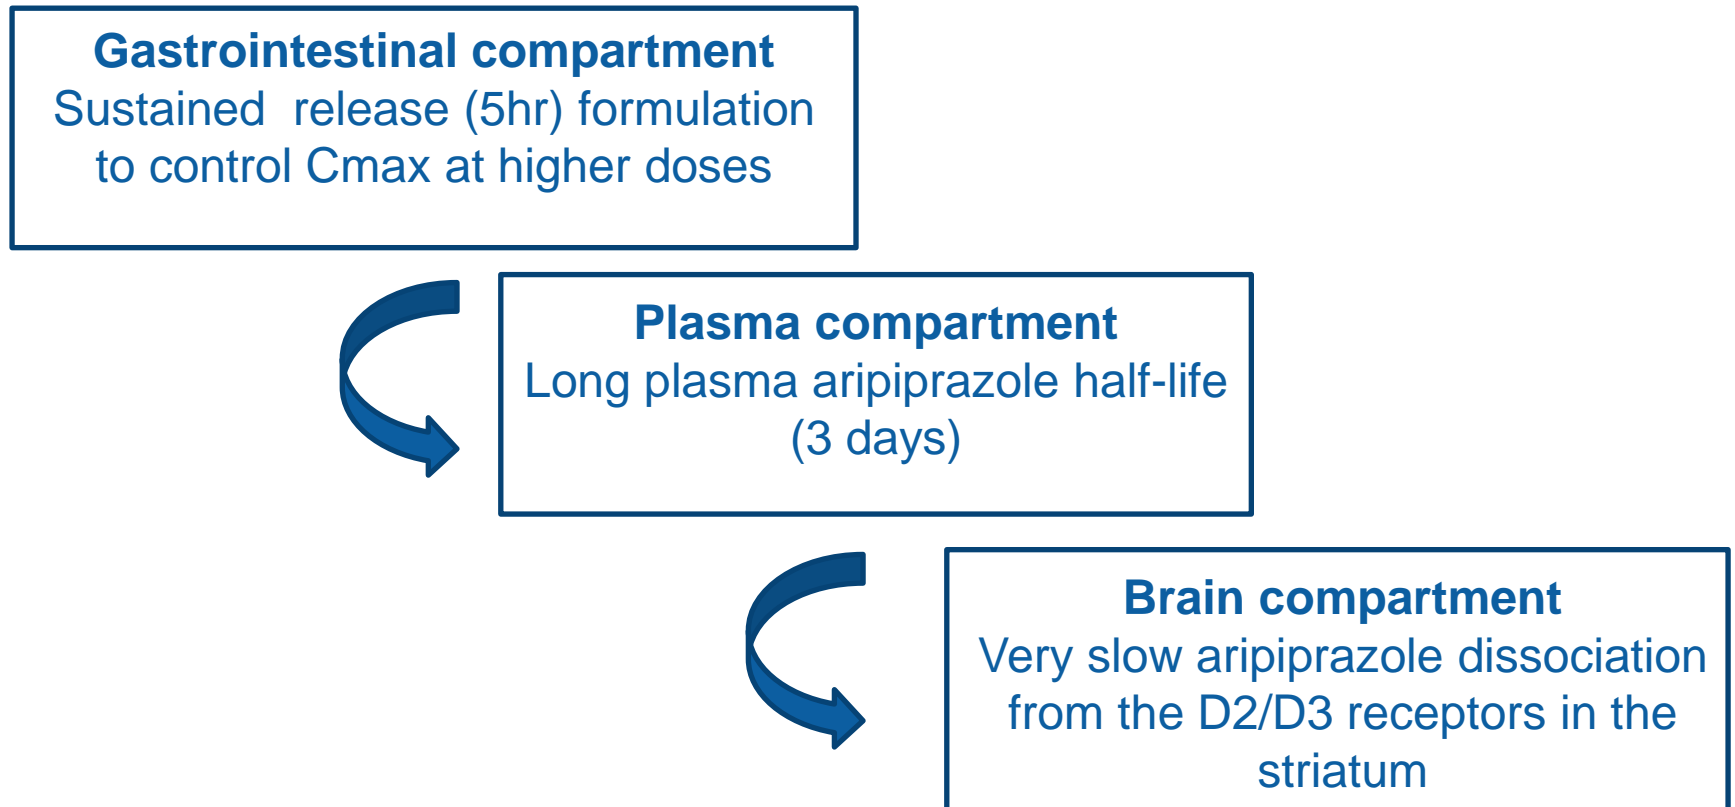 Gastrointestinal compartment
Sustained  release (5hr) formulation
to control Cmax at higher doses
Plasma compartment
Long plasma aripiprazole half-life
(3 days)
Brain compartment
Very slow aripiprazole dissociation
from the D2/D3 receptors in the
striatum